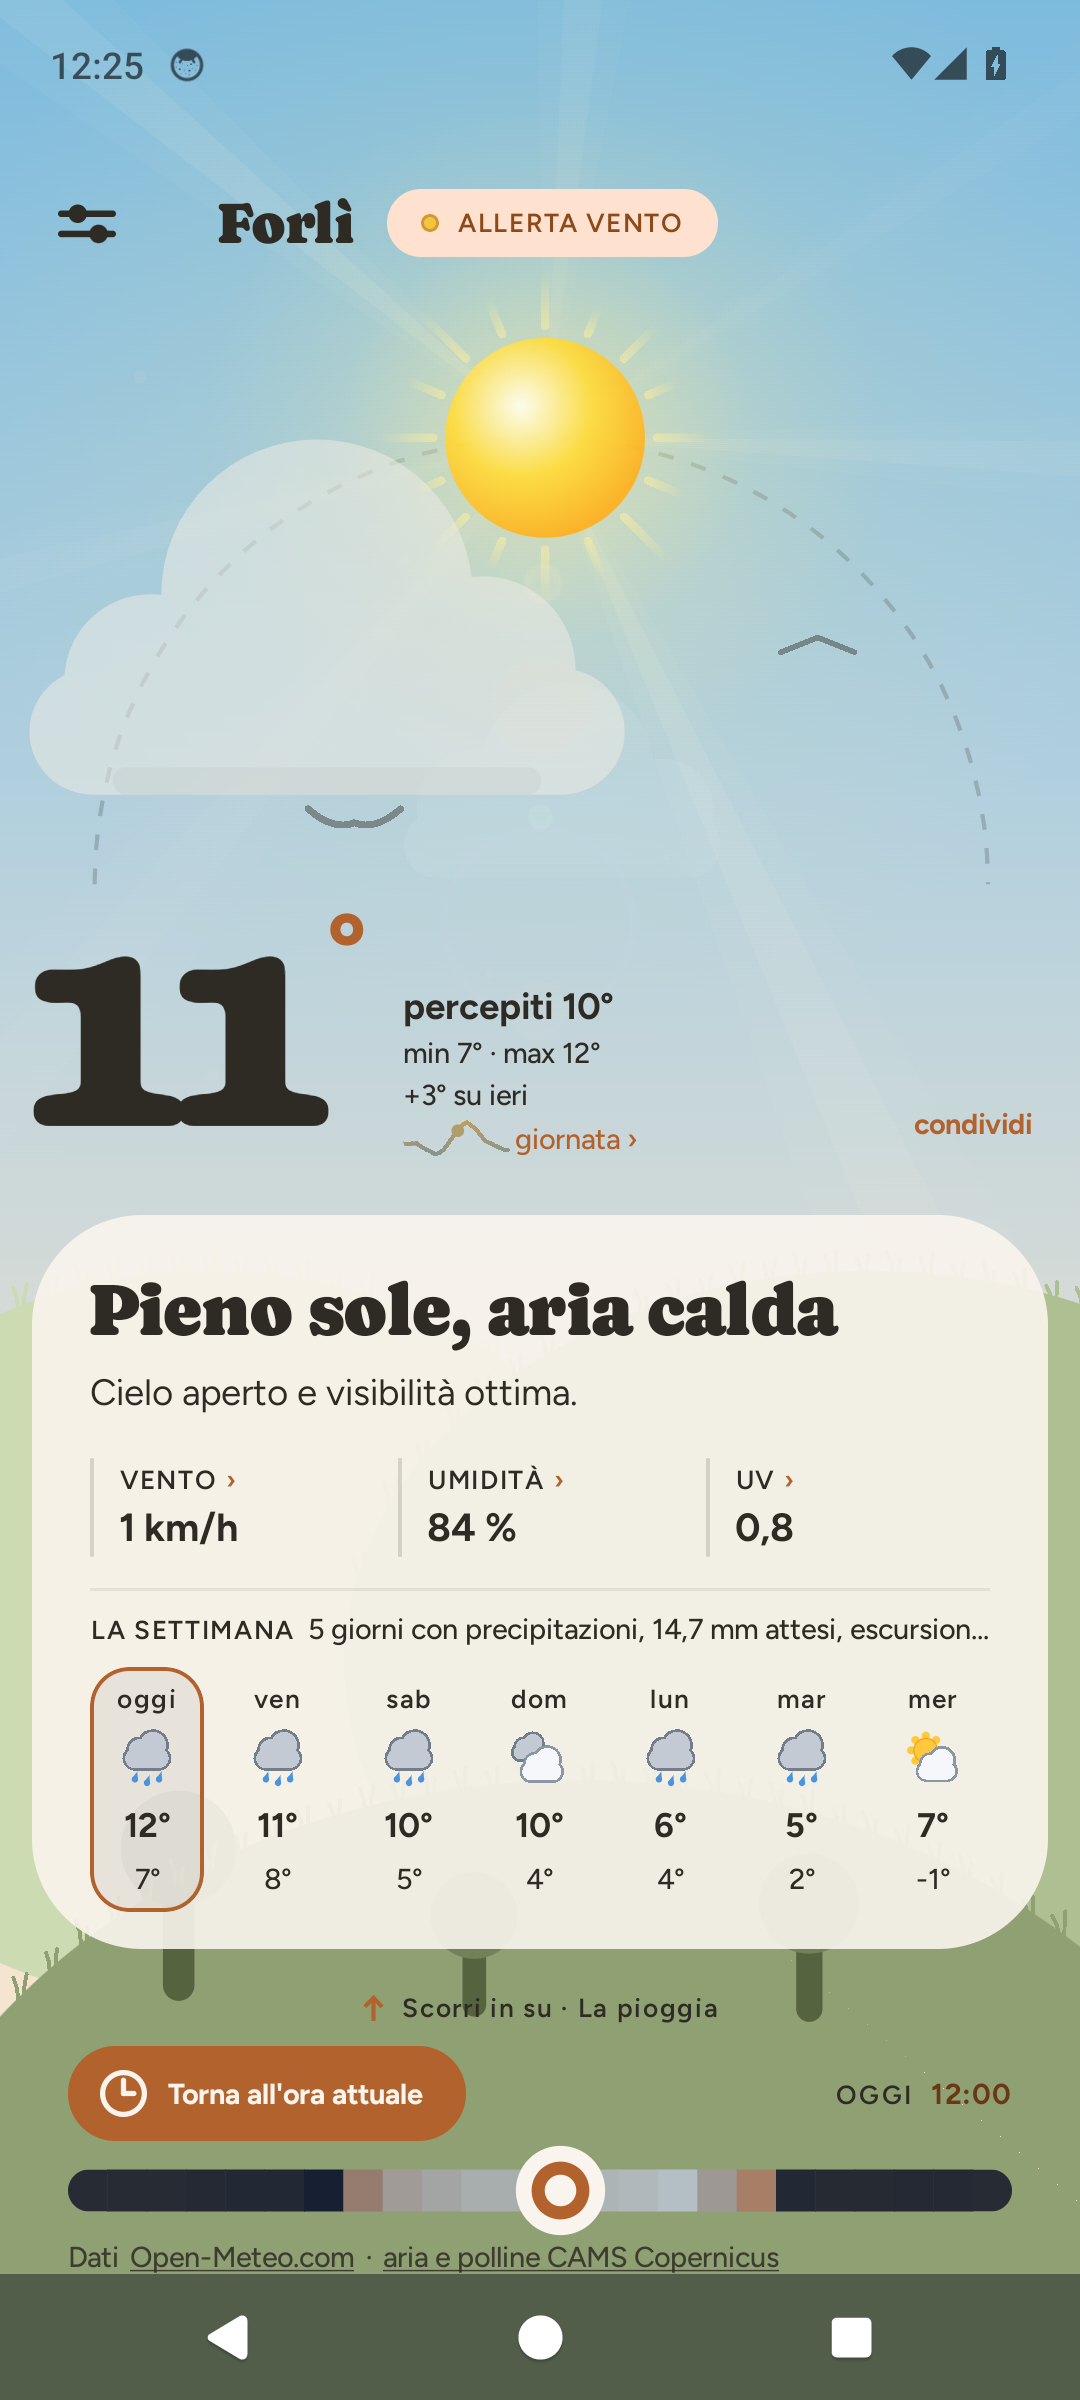 12:25
Forlì
ALLERTA VENTO
11°
percepiti 10°
min 7° · max 12°
+3° su ieri
giornata ›
condividi
Pieno sole, aria calda
Cielo aperto e visibilità ottima.
VENTO › UMIDITÀ › UV ›
1 km/h 84 % 0,8
LA SETTIMANA 5 giorni con precipitazioni, 14,7 mm attesi, escursion…
oggi ven sab dom lun mar mer
12° 11° 10° 10° 6° 5° 7°
7° 8° 5° 4° 4° 2° -1°
↑ Scorri in su · La pioggia
Torna all'ora attuale
OGGI 12:00
Dati Open-Meteo.com · aria e polline CAMS Copernicus